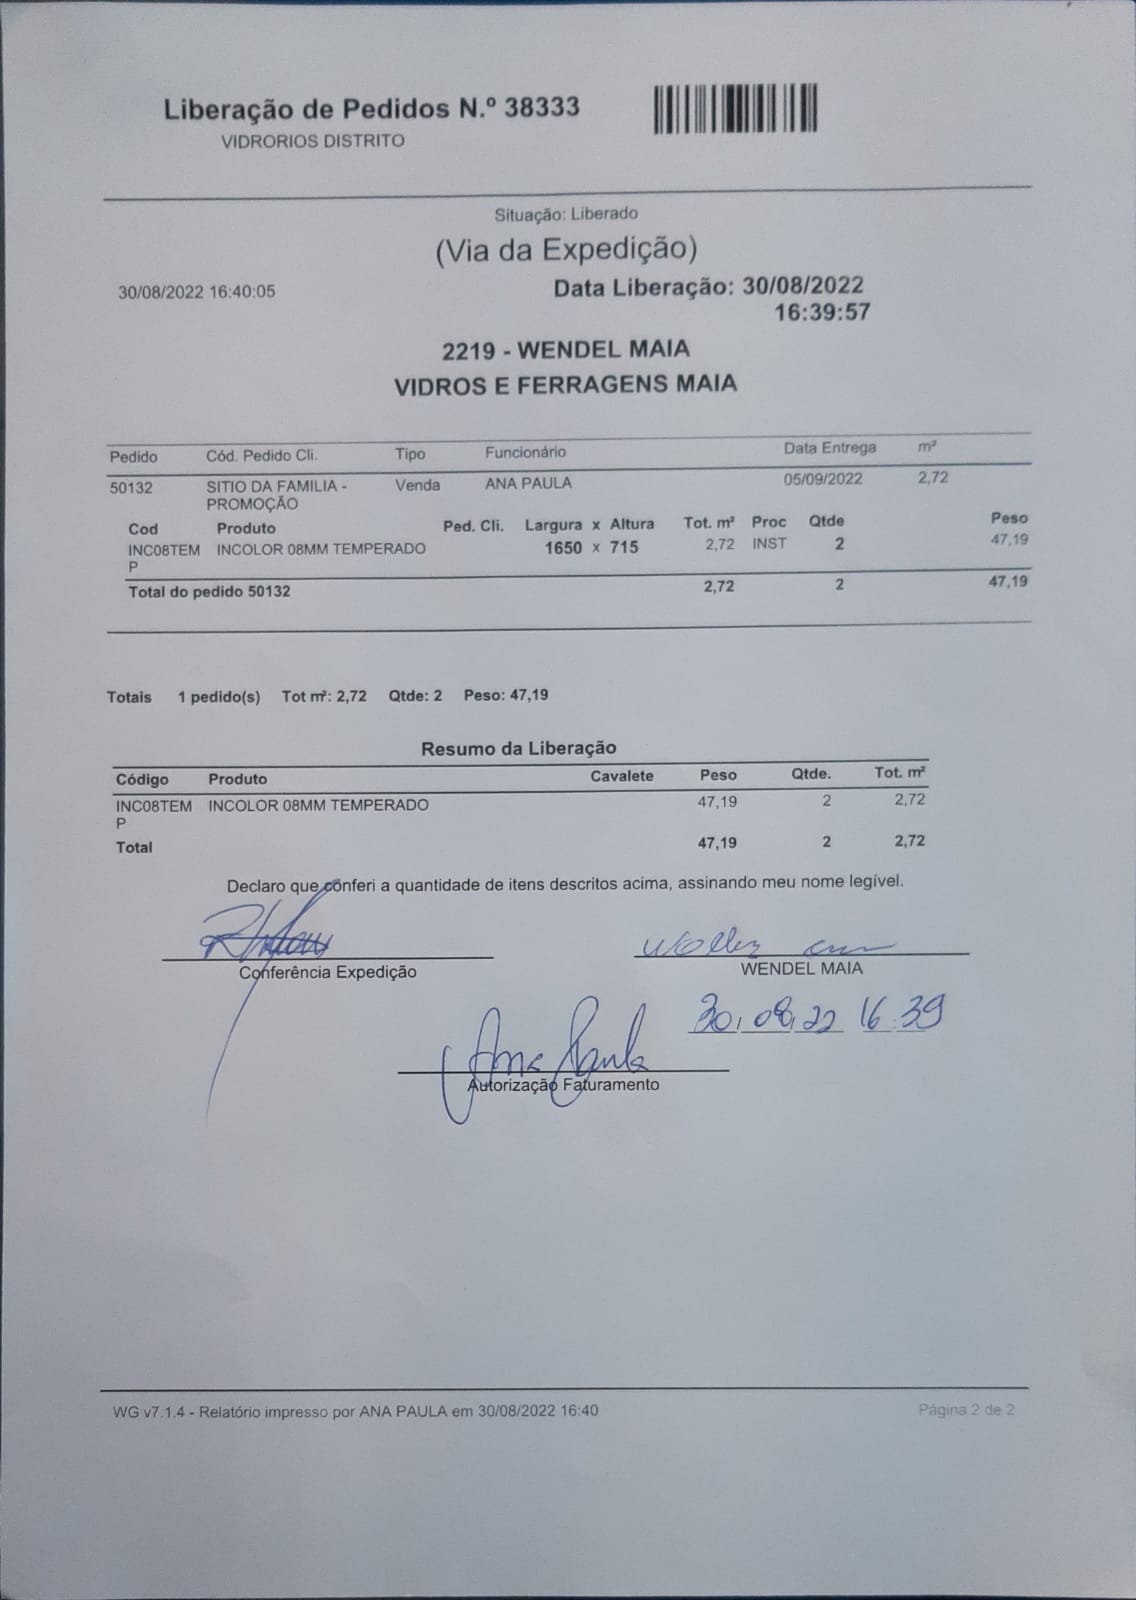 Liberação de Pedidos N.º 38333
VIDRORIOS DISTRITO
Situação: Liberado
(Via da Expedição)
30/08/2022 16:40:05
Data Liberação: 30/08/2022
16:39:57
2219 - WENDEL MAIA
VIDROS E FERRAGENS MAIA
Pedido Cód. Pedido Cli. Tipo Funcionário Data Entrega m²
50132 SITIO DA FAMILIA - Venda ANA PAULA 05/09/2022 2,72
PROMOÇÃO
Cod Produto Ped. Cli. Largura x Altura Tot. m² Proc Qtde Peso
INC08TEM INCOLOR 08MM TEMPERADO 1650 x 715 2,72 INST 2 47,19
P
Total do pedido 50132 2,72 2 47,19
Totais 1 pedido(s) Tot m²: 2,72 Qtde: 2 Peso: 47,19
Resumo da Liberação
Código Produto Cavalete Peso Qtde. Tot. m²
INC08TEM INCOLOR 08MM TEMPERADO 47,19 2 2,72
P
Total 47,19 2 2,72
Declaro que conferi a quantidade de itens descritos acima, assinando meu nome legível.
Conferência Expedição
WENDEL MAIA
30,08,22 16:39
Ana Paula
Autorização Faturamento
WG v7.1.4 - Relatório impresso por ANA PAULA em 30/08/2022 16:40
Página 2 de 2